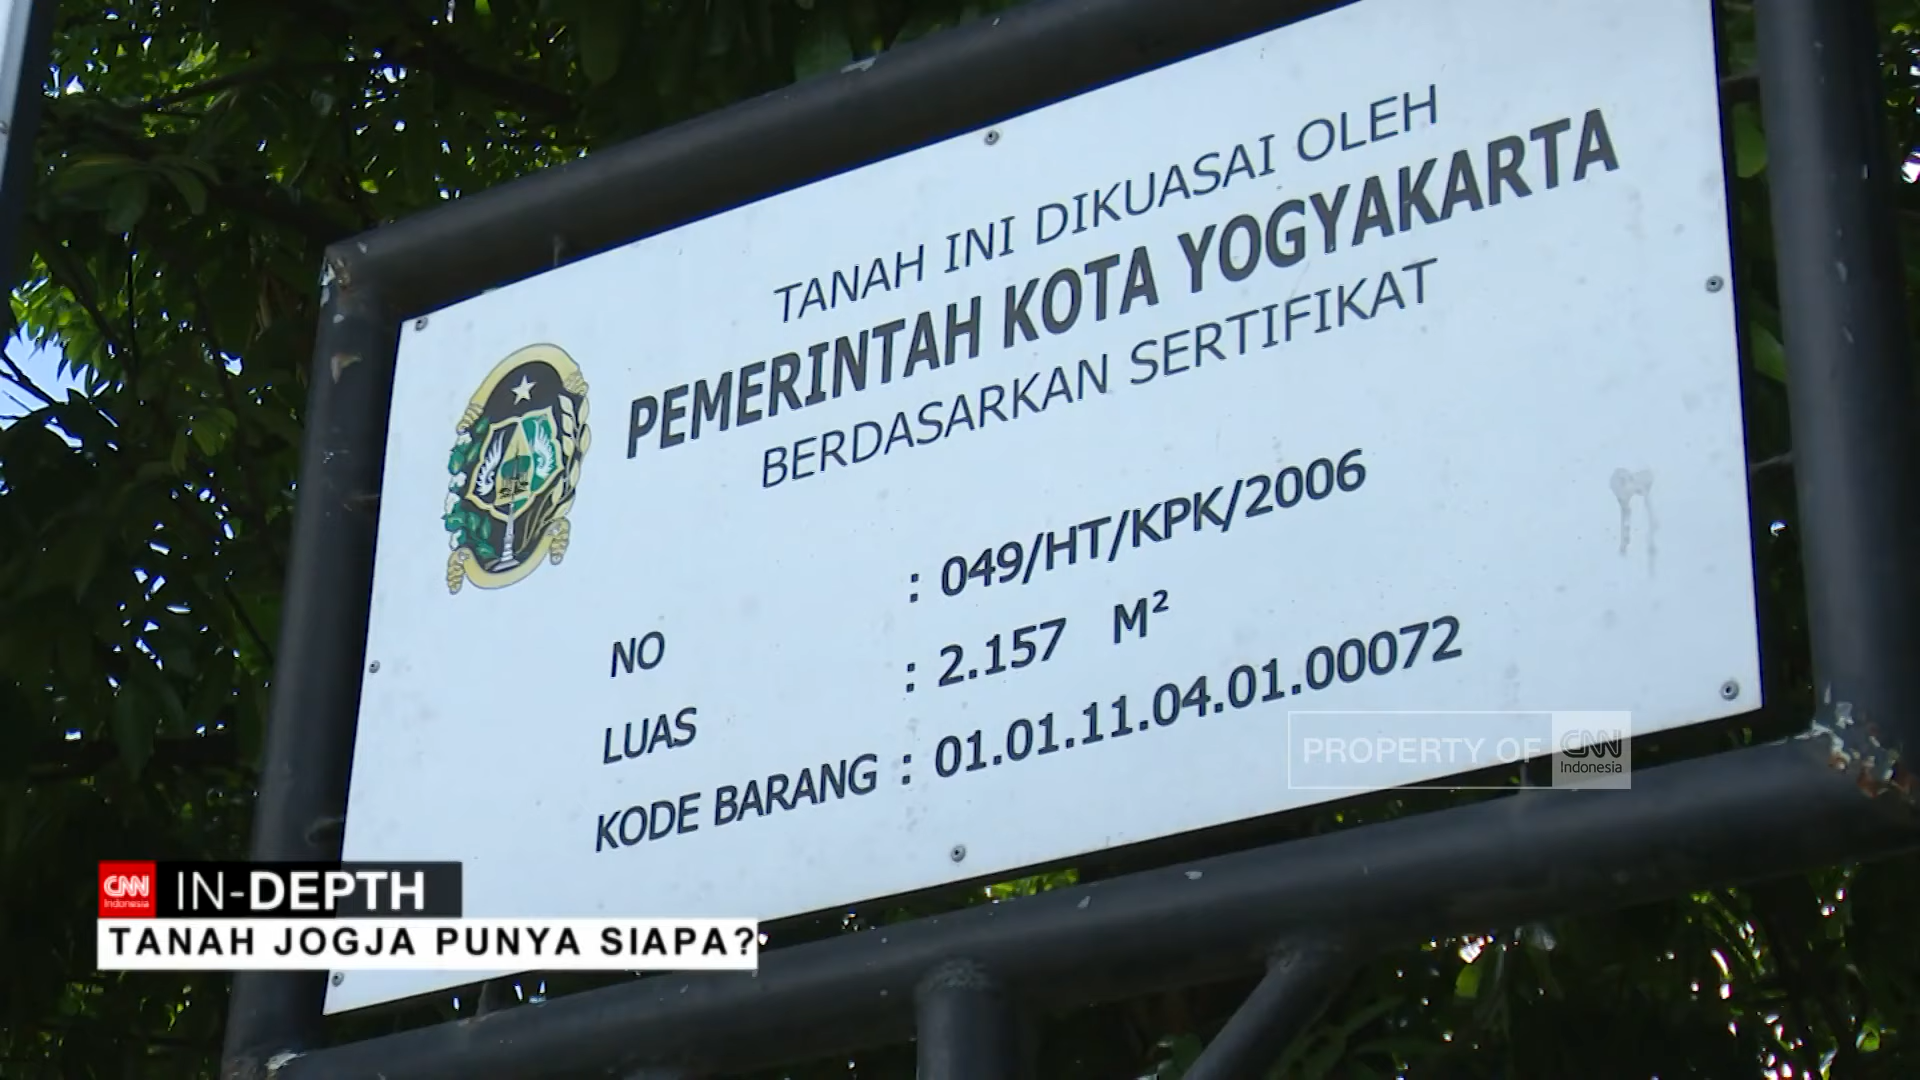 TANAH INI DIKUASAI OLEH
PEMERINTAH KOTA YOGYAKARTA
BERDASARKAN SERTIFIKAT
NO : 049/HT/KPK/2006
LUAS : 2.157 M²
KODE BARANG : 01.01.11.04.01.00072
PROPERTY OF CNN Indonesia
CNN Indonesia IN-DEPTH
TANAH JOGJA PUNYA SIAPA?